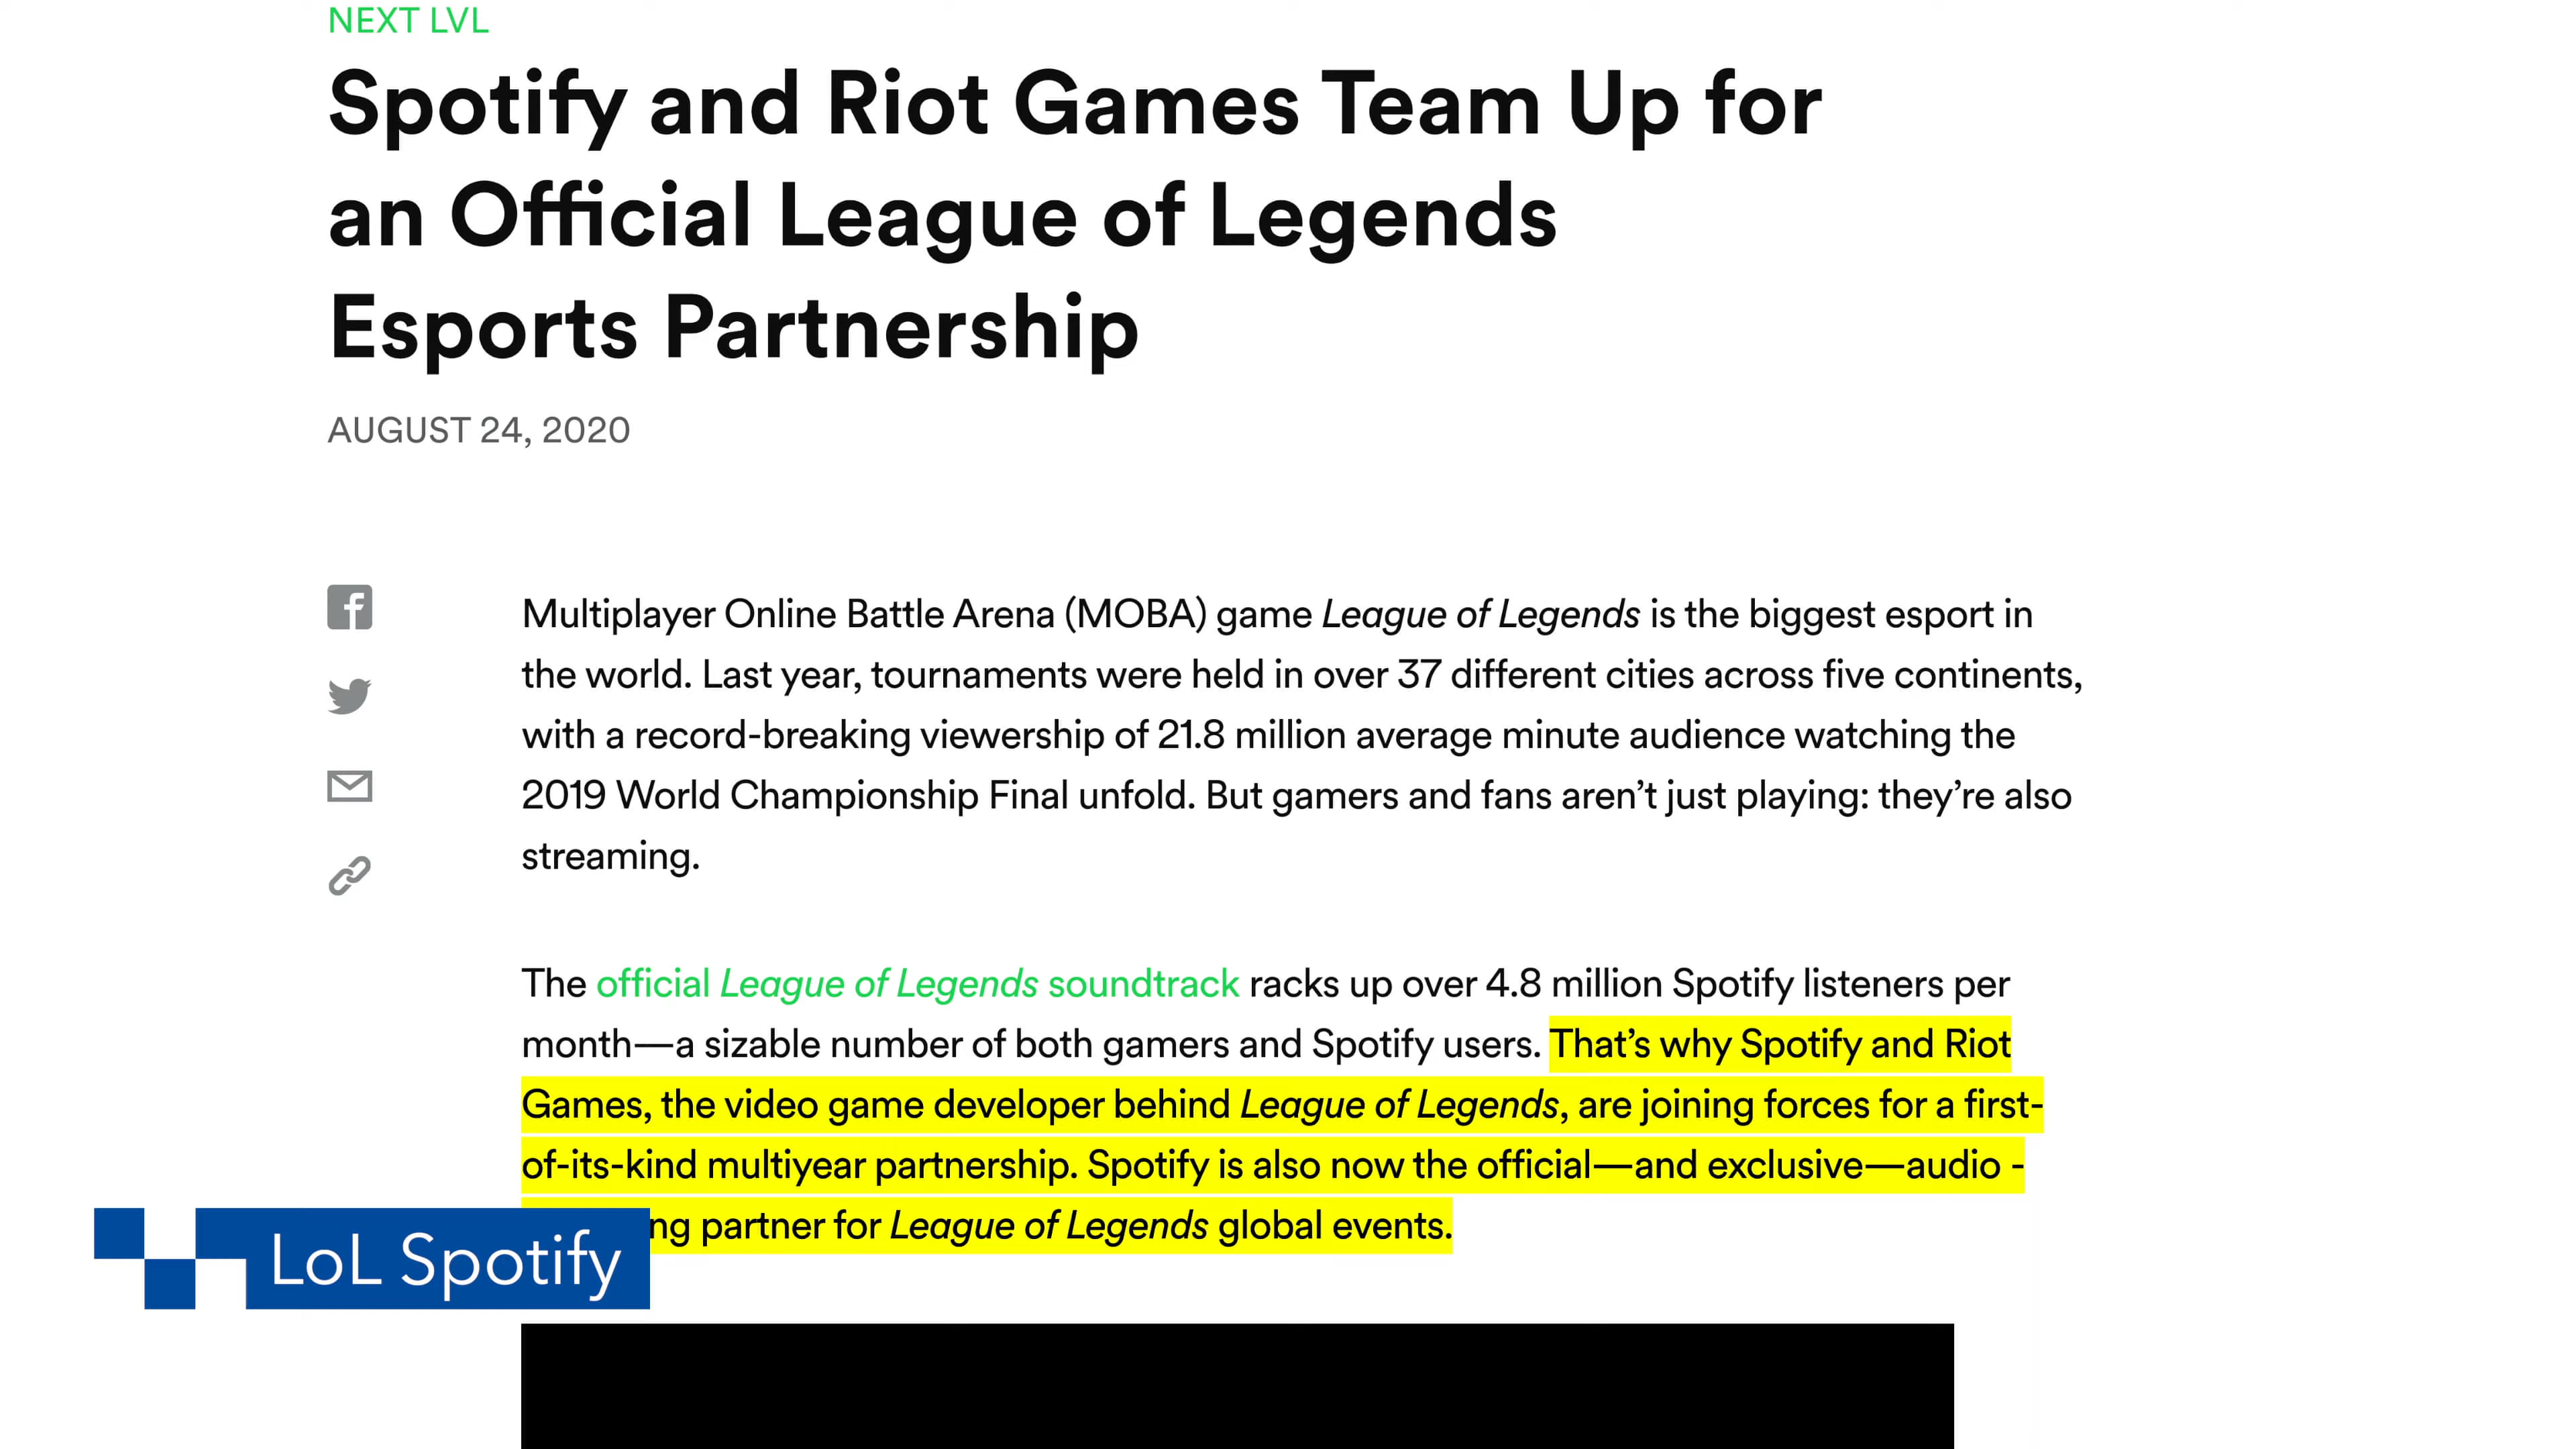 NEXT LVL
Spotify and Riot Games Team Up for
an Official League of Legends
Esports Partnership
AUGUST 24, 2020
Multiplayer Online Battle Arena (MOBA) game League of Legends is the biggest esport in
the world. Last year, tournaments were held in over 37 different cities across five continents,
with a record-breaking viewership of 21.8 million average minute audience watching the
2019 World Championship Final unfold. But gamers and fans aren’t just playing: they’re also
streaming.
The official League of Legends soundtrack racks up over 4.8 million Spotify listeners per
month—a sizable number of both gamers and Spotify users. That’s why Spotify and Riot
Games, the video game developer behind League of Legends, are joining forces for a first-
of-its-kind multiyear partnership. Spotify is also now the official—and exclusive—audio -
partner for League of Legends global events.
LoL Spotify